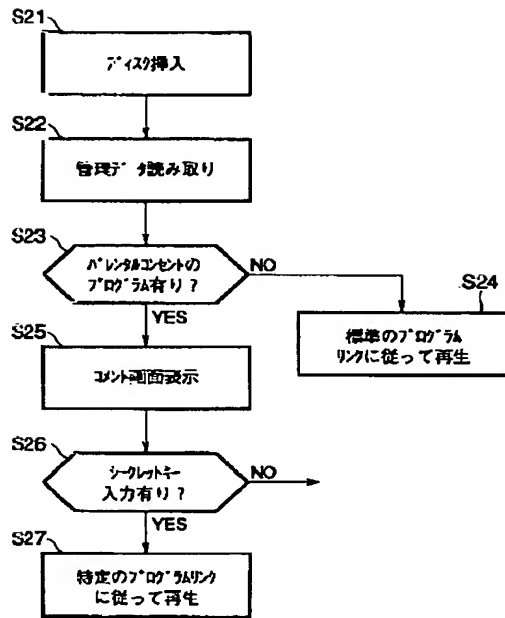 S21
ディスク挿入
S22
管理データ読み取り
S23
パレンタルコンセントの
プログラム有り？
NO
YES
S24
標準のプログラム
リンクに従って再生
S25
コメント画面表示
S26
シークレットキー
入力有り？
NO
YES
S27
特定のプログラムリンク
に従って再生